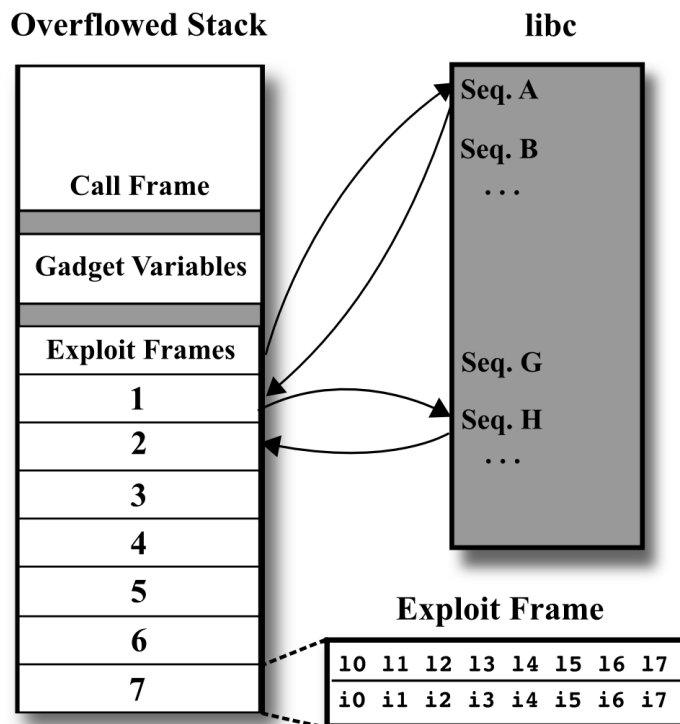 Overflowed Stack
Call Frame
Gadget Variables
Exploit Frames
1
2
3
4
5
6
7
libc
Seq. A
Seq. B
. . .
Seq. G
Seq. H
. . .
Exploit Frame
l0 l1 l2 l3 l4 l5 l6 l7
i0 i1 i2 i3 i4 i5 i6 i7